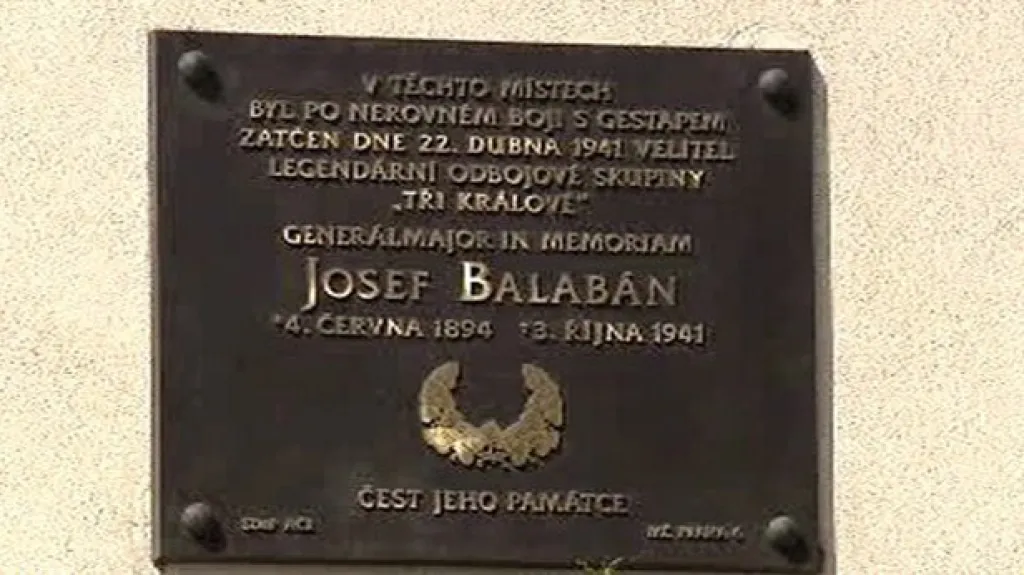 V TĚCHTO MÍSTECH
BYL PO NEROVNÉM BOJI S GESTAPEM
ZATČEN DNE 22. DUBNA 1941 VELITEL
LEGENDÁRNÍ ODBOJOVÉ SKUPINY
„TŘI KRÁLOVÉ“
GENERÁLMAJOR IN MEMORIAM
JOSEF BALABÁN
*4. ČERVNA 1894 †3. ŘÍJNA 1941
ČEST JEHO PAMÁTCE